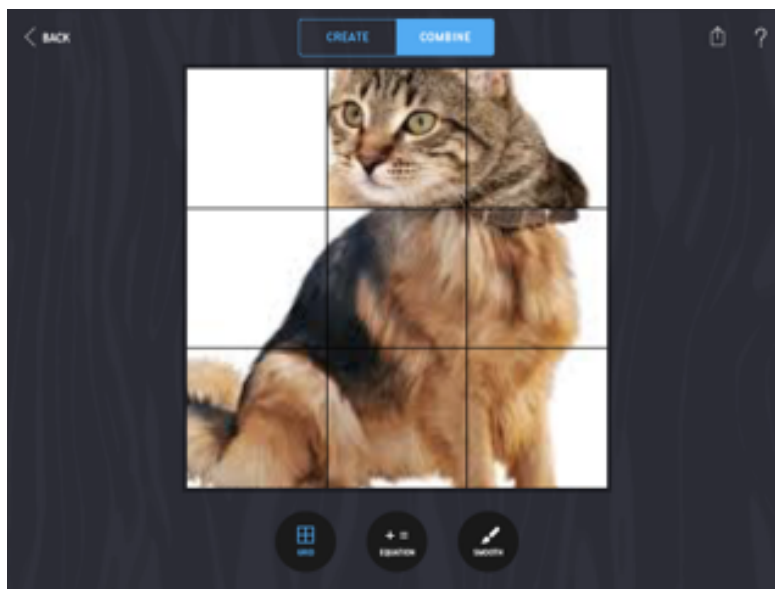 BACK
CREATE
COMBINE
?
GRID
+ =
EQUATION
SMOOTH